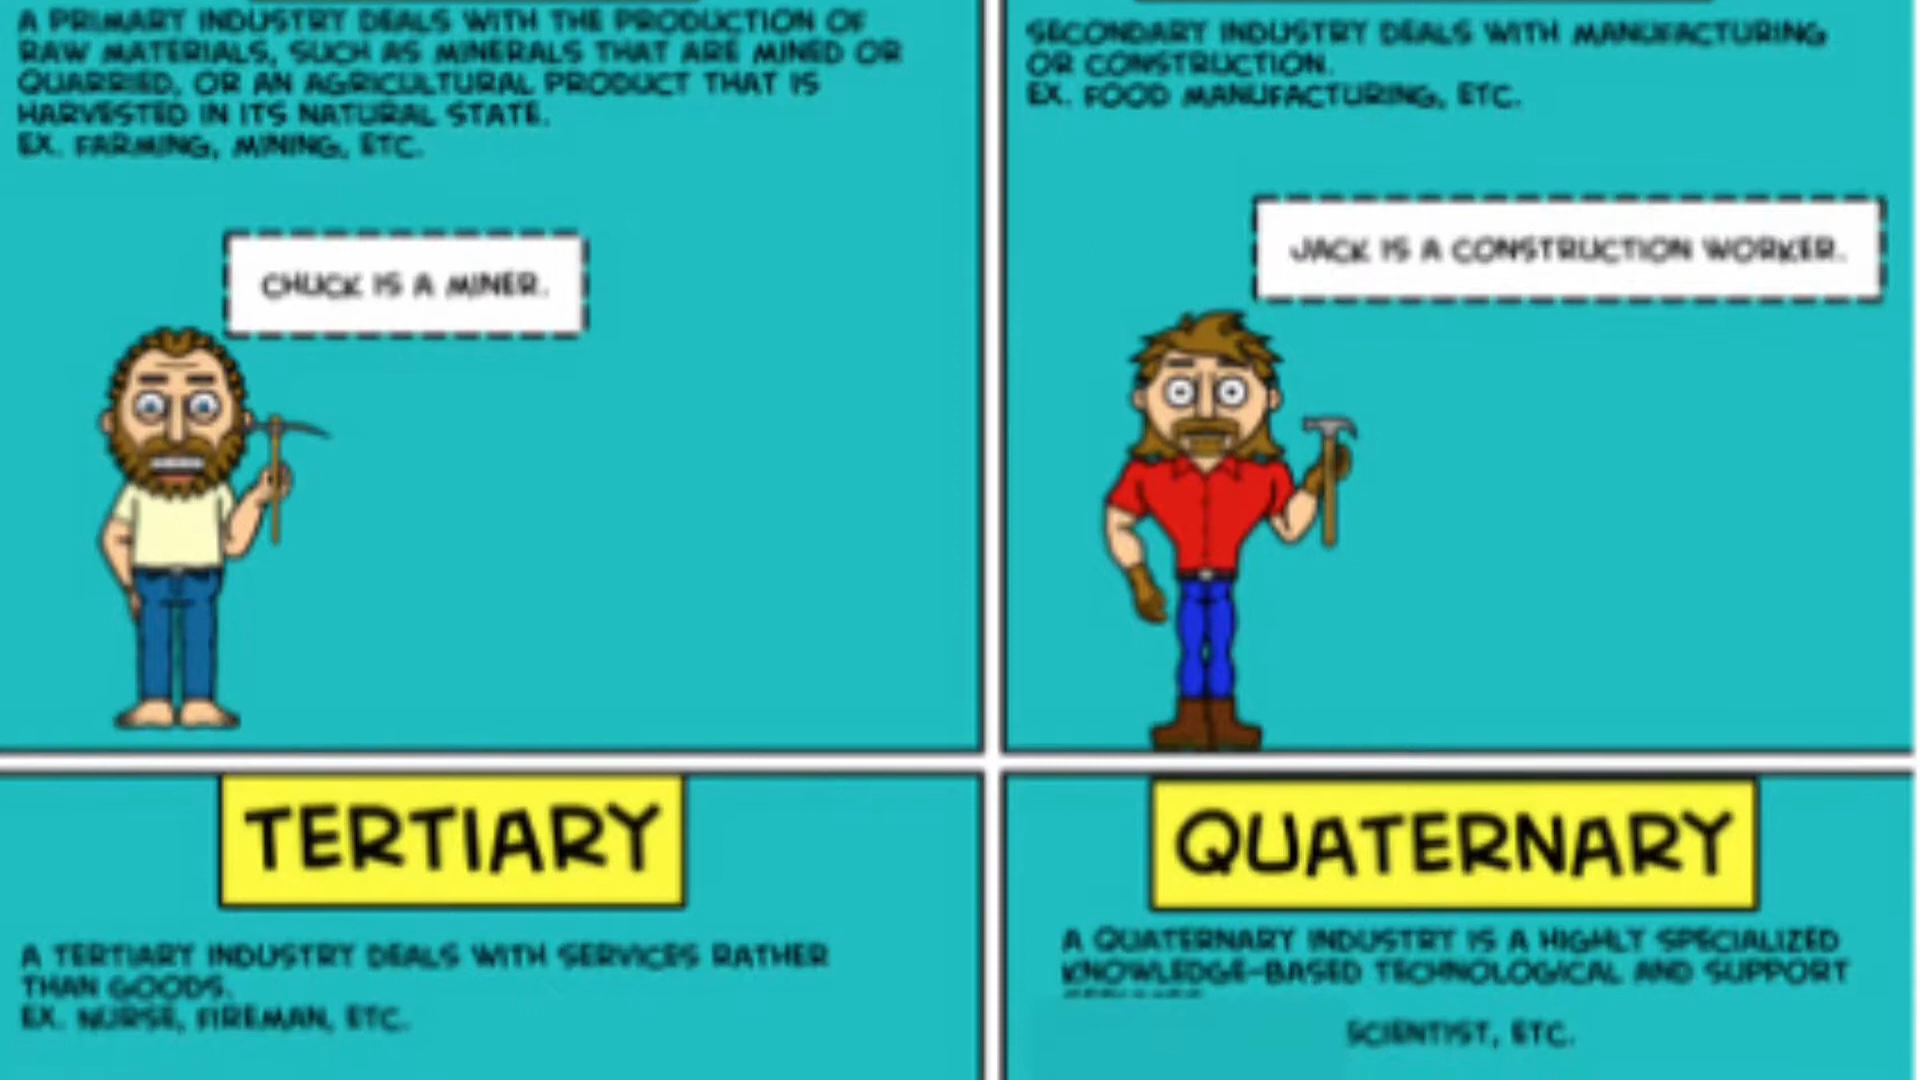 A PRIMARY INDUSTRY DEALS WITH THE PRODUCTION OF
RAW MATERIALS, SUCH AS MINERALS THAT ARE MINED OR
QUARRIED, OR AN AGRICULTURAL PRODUCT THAT IS
HARVESTED IN ITS NATURAL STATE.
EX. FARMING, MINING, ETC.
CHUCK IS A MINER.
SECONDARY INDUSTRY DEALS WITH MANUFACTURING
OR CONSTRUCTION.
EX. FOOD MANUFACTURING, ETC.
JACK IS A CONSTRUCTION WORKER.
TERTIARY
A TERTIARY INDUSTRY DEALS WITH SERVICES RATHER
THAN GOODS.
EX. NURSE, FIREMAN, ETC.
QUATERNARY
A QUATERNARY INDUSTRY IS A HIGHLY SPECIALIZED
KNOWLEDGE-BASED TECHNOLOGICAL AND SUPPORT
SCIENTIST, ETC.